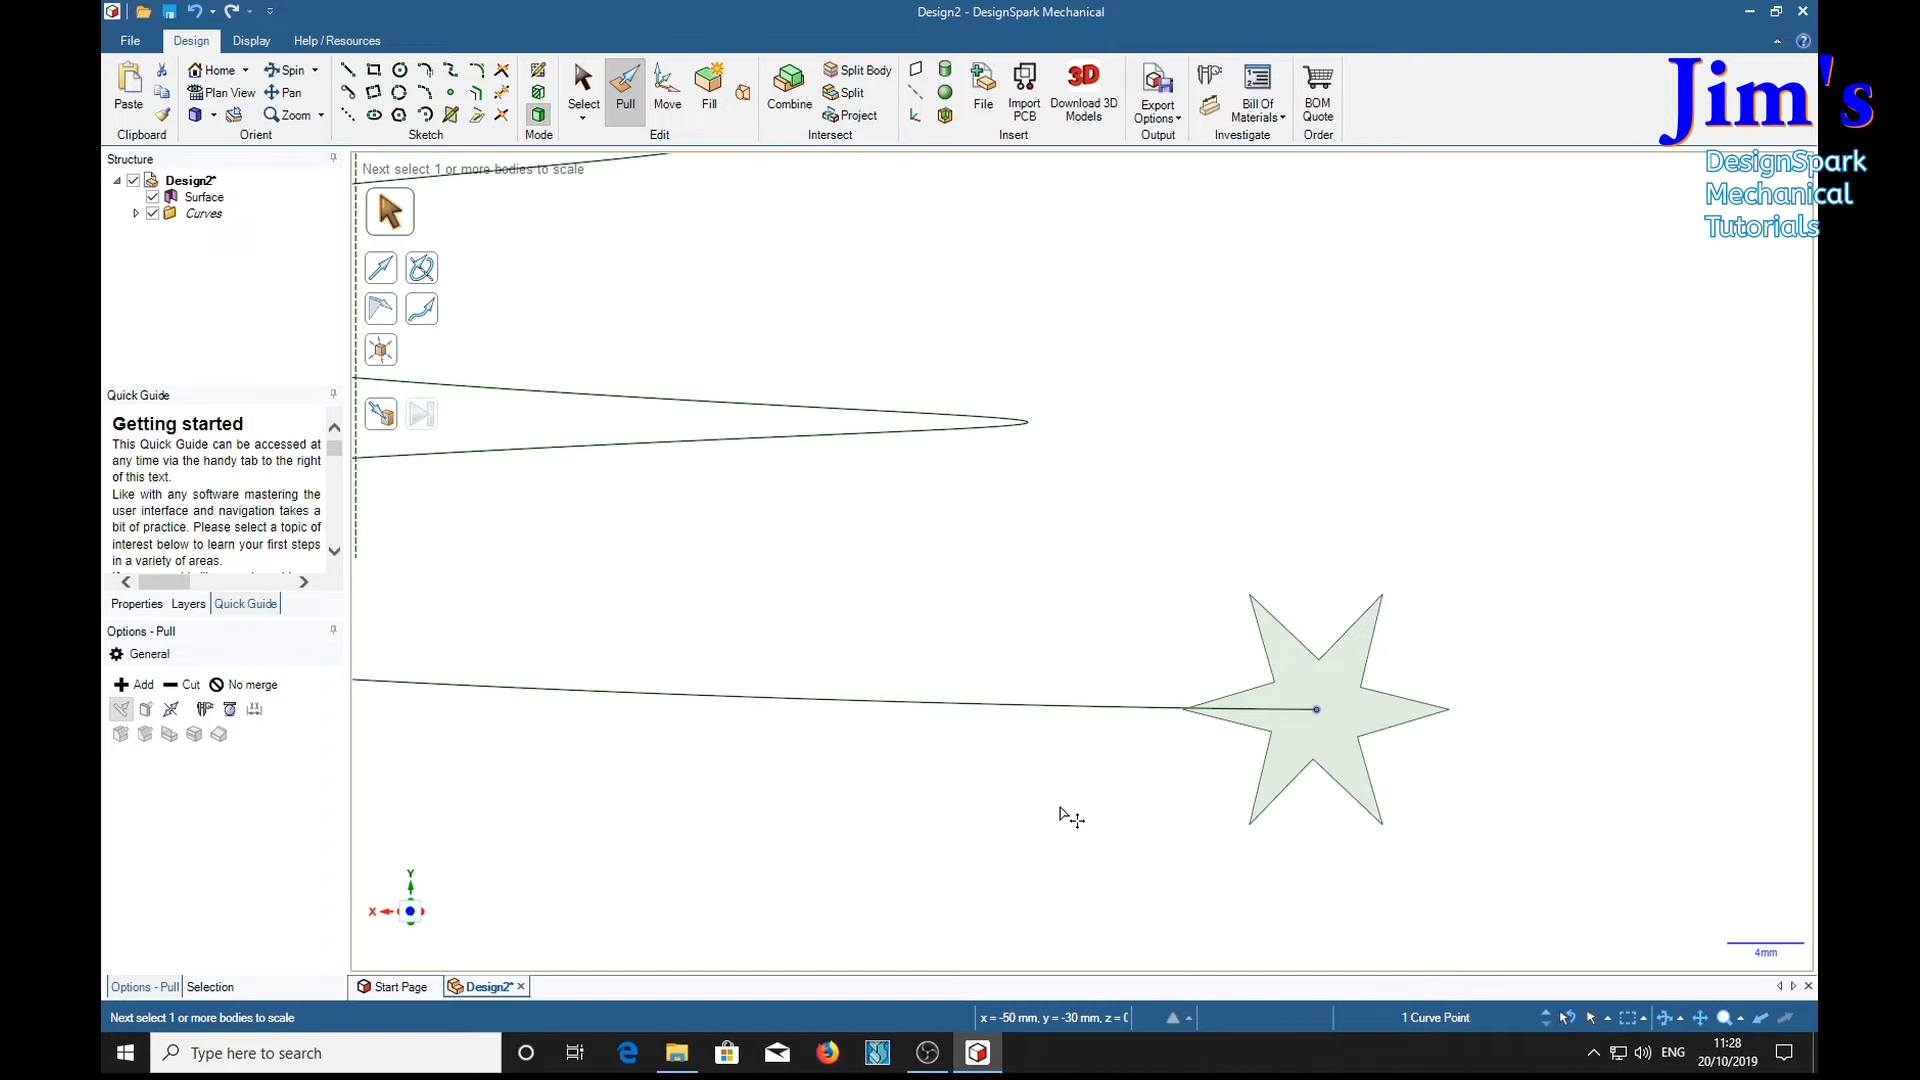 Design2 - DesignSpark Mechanical
File
Design
Display
Help / Resources
Paste
Clipboard
Home
Spin
Plan View
Pan
Zoom
Orient
Sketch
Mode
Select
Pull
Move
Fill
Edit
Combine
Split Body
Split
Project
Intersect
File
Import PCB
Download 3D Models
Insert
3D
Export Options
Output
Bill Of Materials
Investigate
BOM Quote
Order
Jim's
DesignSpark
Mechanical
Tutorials
Structure
Design2*
Surface
Curves
Next select 1 or more bodies to scale
Quick Guide
Getting started
This Quick Guide can be accessed at
any time via the handy tab to the right
of this text.
Like with any software mastering the
user interface and navigation takes a
bit of practice. Please select a topic of
interest below to learn your first steps
in a variety of areas.
Properties
Layers
Quick Guide
Options - Pull
General
Add
Cut
No merge
Y
X
4mm
Options - Pull
Selection
Start Page
Design2*
Next select 1 or more bodies to scale
x = -50 mm, y = -30 mm, z = 0
1 Curve Point
Type here to search
ENG
11:28
20/10/2019